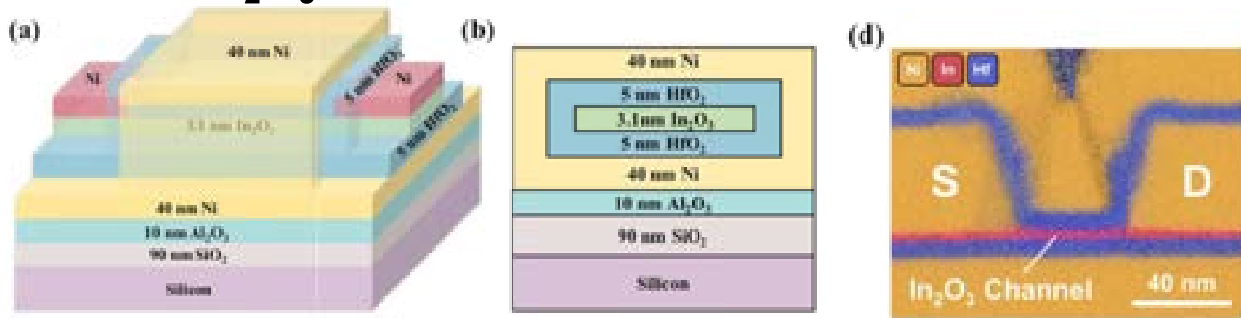 (a)
40 nm Ni
Ni
5 nm HfO₂
Ni
3.1 nm In₂O₃
5 nm HfO₂
40 nm Ni
10 nm Al₂O₃
90 nm SiO₂
Silicon
(b)
40 nm Ni
5 nm HfO₂
3.1nm In₂O₃
5 nm HfO₂
40 nm Ni
10 nm Al₂O₃
90 nm SiO₂
Silicon
(d)
Ni In Hf
S D
In₂O₃ Channel
40 nm